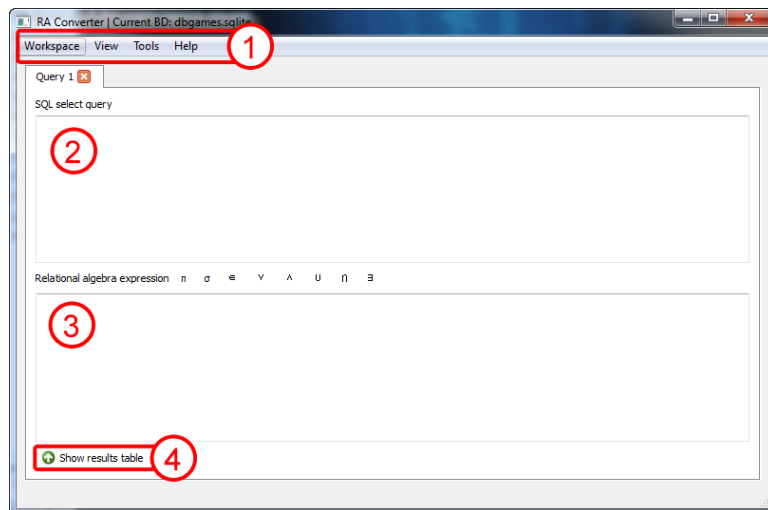 RA Converter | Current BD: dbgames.sqlite
Workspace View Tools Help
1
Query 1
SQL select query
2
Relational algebra expression π σ ∈ ∨ ∧ ∪ ∩ ∃
3
Show results table
4